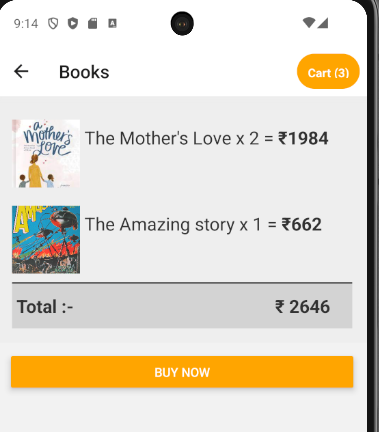 9:14
Books
Cart (3)
a Mother's Love
The Mother's Love x 2 = ₹1984
The Amazing story x 1 = ₹662
Total :-
₹ 2646
BUY NOW